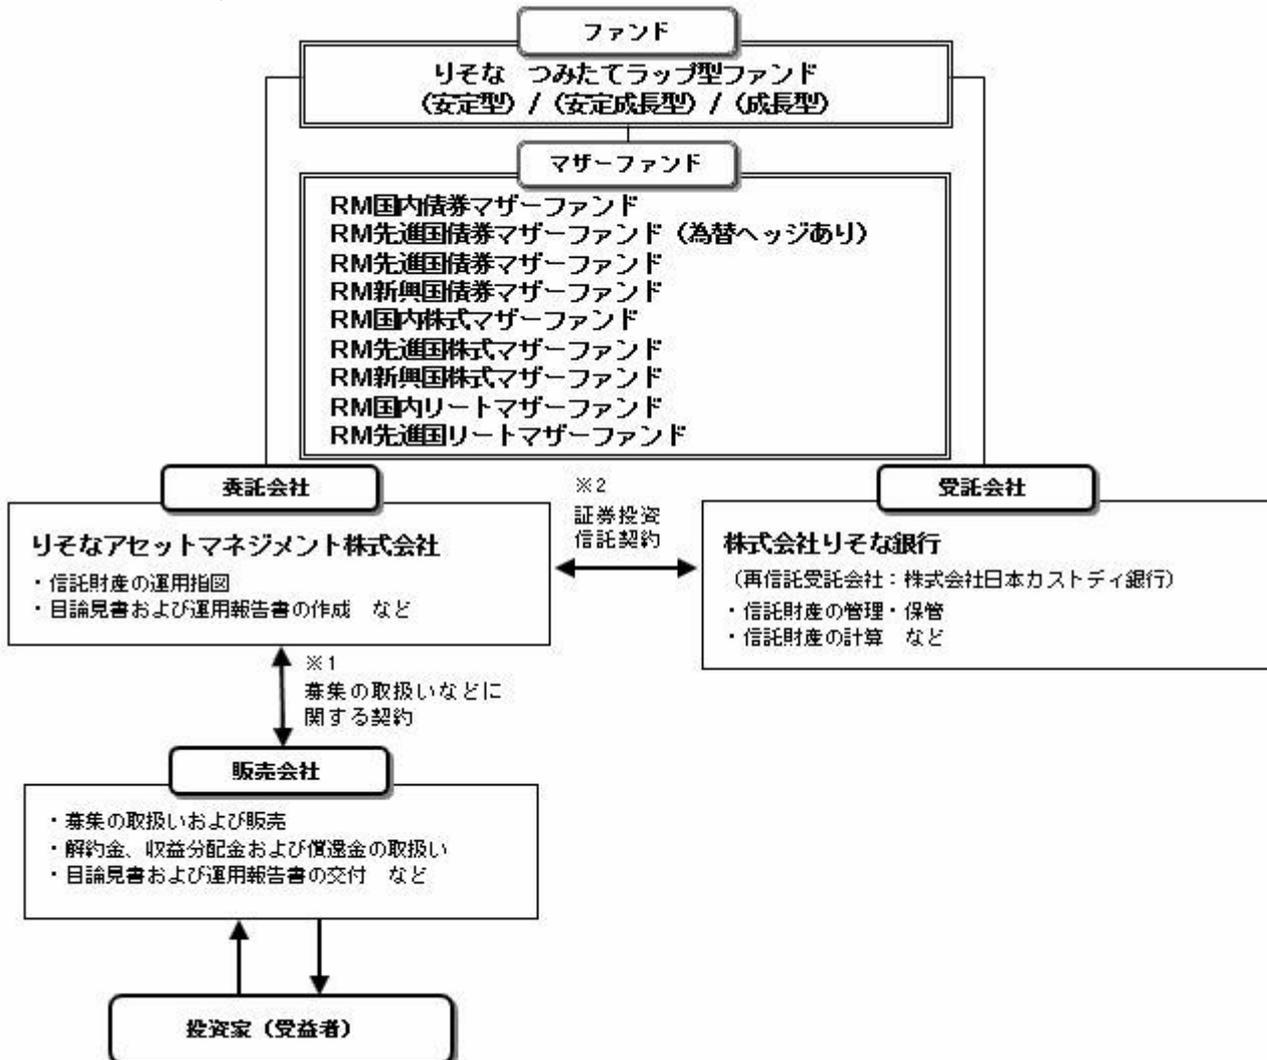 ファンド
りそな つみたてラップ型ファンド
(安定型) / (安定成長型) / (成長型)
マザーファンド
RM国内債券マザーファンド
RM先進国債券マザーファンド（為替ヘッジあり）
RM先進国債券マザーファンド
RM新興国債券マザーファンド
RM国内株式マザーファンド
RM先進国株式マザーファンド
RM新興国株式マザーファンド
RM国内リートマザーファンド
RM先進国リートマザーファンド
委託会社
りそなアセットマネジメント株式会社
・信託財産の運用指図
・目論見書および運用報告書の作成 など
※2
証券投資
信託契約
受託会社
株式会社りそな銀行
（再信託受託会社：株式会社日本カストディ銀行）
・信託財産の管理・保管
・信託財産の計算 など
※1
募集の取扱いなどに
関する契約
販売会社
・募集の取扱いおよび販売
・解約金、収益分配金および償還金の取扱い
・目論見書および運用報告書の交付 など
投資家（受益者）